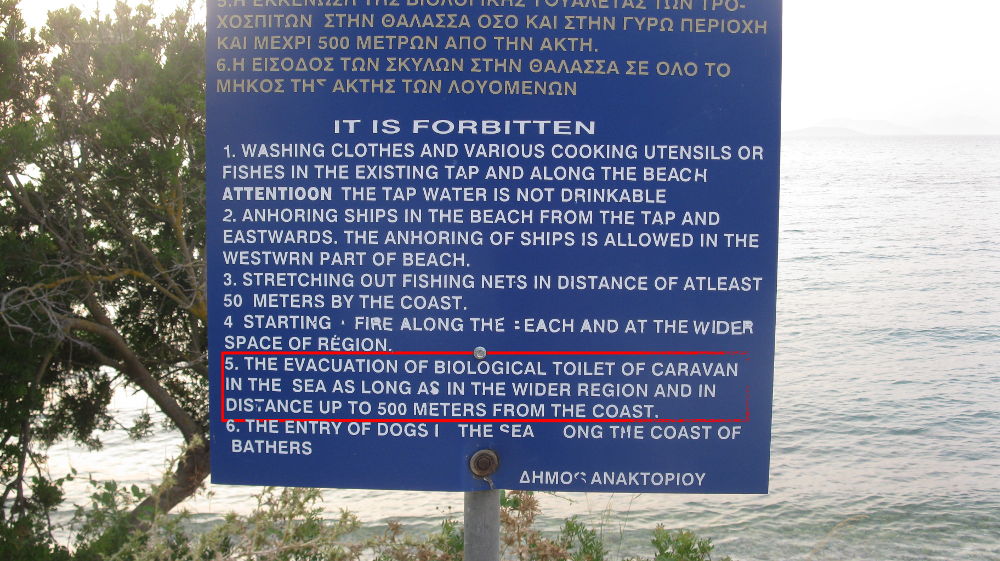 5.Η ΕΚΚΕΝΩΣΗ ΤΗΣ ΒΙΟΛΟΓΙΚΗΣ ΤΟΥΑΛΕΤΑΣ ΤΩΝ ΤΡΟ-
ΧΟΣΠΙΤΩΝ ΣΤΗΝ ΘΑΛΑΣΣΑ ΟΣΟ ΚΑΙ ΣΤΗΝ ΓΥΡΩ ΠΕΡΙΟΧΗ
ΚΑΙ ΜΕΧΡΙ 500 ΜΕΤΡΩΝ ΑΠΟ ΤΗΝ ΑΚΤΗ.
6.Η ΕΙΣΟΔΟΣ ΤΩΝ ΣΚΥΛΩΝ ΣΤΗΝ ΘΑΛΑΣΣΑ ΣΕ ΟΛΟ ΤΟ
ΜΗΚΟΣ ΤΗΣ ΑΚΤΗΣ ΤΩΝ ΛΟΥΟΜΕΝΩΝ
IT IS FORBITTEN
1. WASHING CLOTHES AND VARIOUS COOKING UTENSILS OR
FISHES IN THE EXISTING TAP AND ALONG THE BEACH
ATTENTIOON THE TAP WATER IS NOT DRINKABLE
2. ANHORING SHIPS IN THE BEACH FROM THE TAP AND
EASTWARDS. THE ANHORING OF SHIPS IS ALLOWED IN THE
WESTWRN PART OF BEACH.
3. STRETCHING OUT FISHING NETS IN DISTANCE OF ATLEAST
50 METERS BY THE COAST.
4 STARTING FIRE ALONG THE EACH AND AT THE WIDER
SPACE OF REGION.
5. THE EVACUATION OF BIOLOGICAL TOILET OF CARAVAN
IN THE SEA AS LONG AS IN THE WIDER REGION AND IN
DISTANCE UP TO 500 METERS FROM THE COAST.
6. THE ENTRY OF DOGS I THE SEA ONG THE COAST OF
BATHERS
ΔΗΜΟΣ ΑΝΑΚΤΟΡΙΟΥ